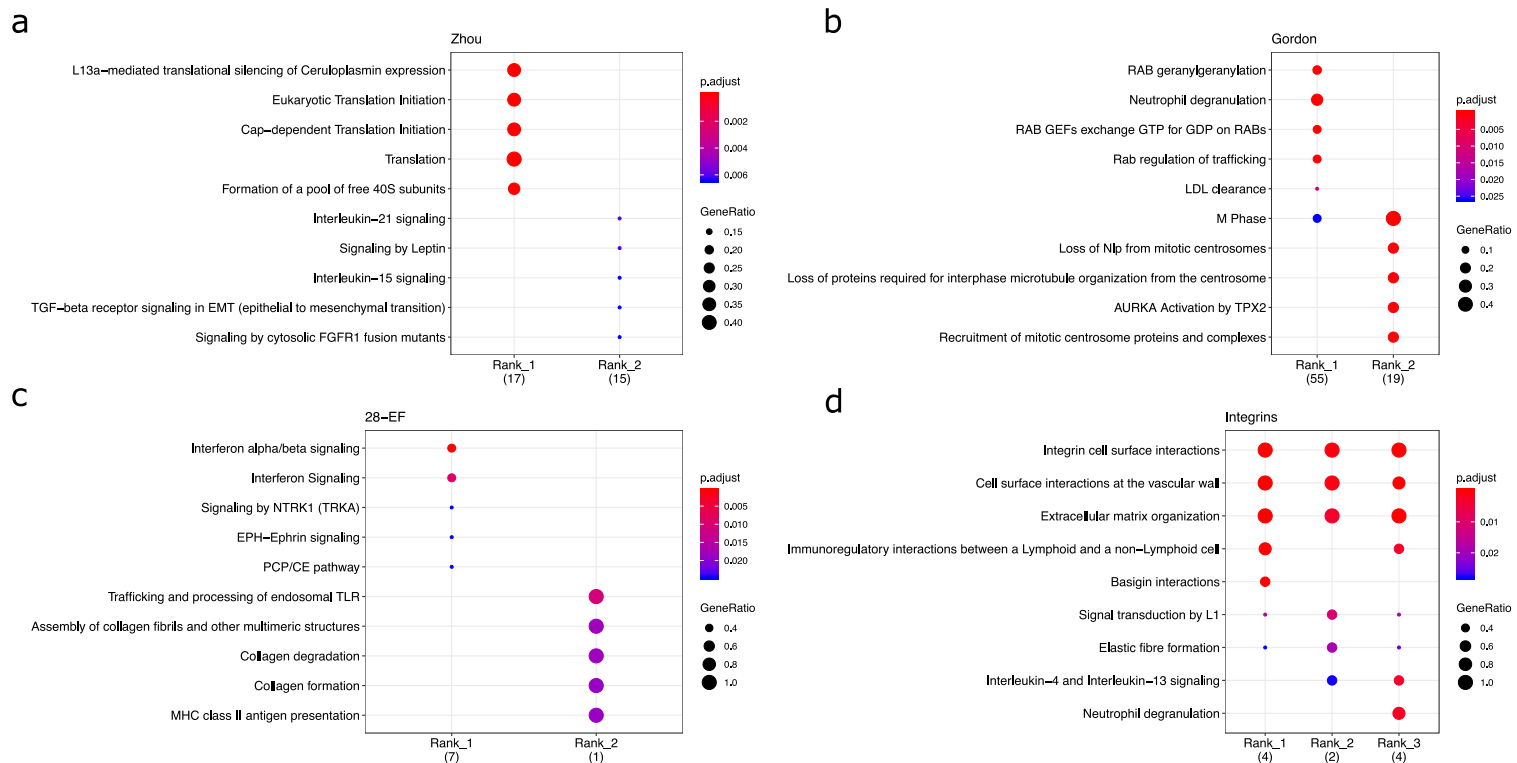 a
Zhou
L13a−mediated translational silencing of Ceruloplasmin expression
Eukaryotic Translation Initiation
Cap−dependent Translation Initiation
Translation
Formation of a pool of free 40S subunits
Interleukin−21 signaling
Signaling by Leptin
Interleukin−15 signaling
TGF−beta receptor signaling in EMT (epithelial to mesenchymal transition)
Signaling by cytosolic FGFR1 fusion mutants
Rank_1
(17)
Rank_2
(15)
p.adjust
0.002
0.004
0.006
GeneRatio
0.15
0.20
0.25
0.30
0.35
0.40
b
Gordon
RAB geranylgeranylation
Neutrophil degranulation
RAB GEFs exchange GTP for GDP on RABs
Rab regulation of trafficking
LDL clearance
M Phase
Loss of Nlp from mitotic centrosomes
Loss of proteins required for interphase microtubule organization from the centrosome
AURKA Activation by TPX2
Recruitment of mitotic centrosome proteins and complexes
Rank_1
(55)
Rank_2
(19)
p.adjust
0.005
0.010
0.015
0.020
0.025
GeneRatio
0.1
0.2
0.3
0.4
c
28−EF
Interferon alpha/beta signaling
Interferon Signaling
Signaling by NTRK1 (TRKA)
EPH−Ephrin signaling
PCP/CE pathway
Trafficking and processing of endosomal TLR
Assembly of collagen fibrils and other multimeric structures
Collagen degradation
Collagen formation
MHC class II antigen presentation
Rank_1
(7)
Rank_2
(1)
p.adjust
0.005
0.010
0.015
0.020
GeneRatio
0.4
0.6
0.8
1.0
d
Integrins
Integrin cell surface interactions
Cell surface interactions at the vascular wall
Extracellular matrix organization
Immunoregulatory interactions between a Lymphoid and a non−Lymphoid cell
Basigin interactions
Signal transduction by L1
Elastic fibre formation
Interleukin−4 and Interleukin−13 signaling
Neutrophil degranulation
Rank_1
(4)
Rank_2
(2)
Rank_3
(4)
p.adjust
0.01
0.02
GeneRatio
0.4
0.6
0.8
1.0